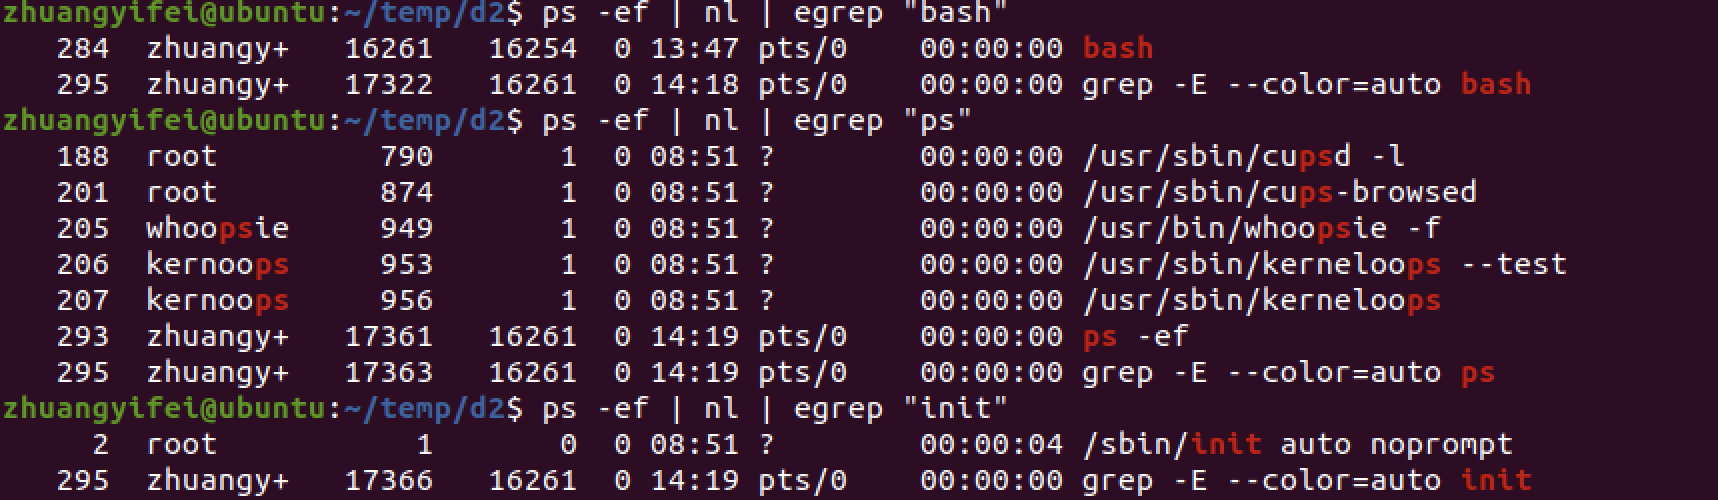 zhuangyifei@ubuntu:~/temp/d2$ ps -ef | nl | egrep "bash"
284 zhuangy+ 16261 16254 0 13:47 pts/0 00:00:00 bash
295 zhuangy+ 17322 16261 0 14:18 pts/0 00:00:00 grep -E --color=auto bash
zhuangyifei@ubuntu:~/temp/d2$ ps -ef | nl | egrep "ps"
188 root 790 1 0 08:51 ? 00:00:00 /usr/sbin/cupsd -l
201 root 874 1 0 08:51 ? 00:00:00 /usr/sbin/cups-browsed
205 whoopsie 949 1 0 08:51 ? 00:00:00 /usr/bin/whoopsie -f
206 kernoops 953 1 0 08:51 ? 00:00:00 /usr/sbin/kerneloops --test
207 kernoops 956 1 0 08:51 ? 00:00:00 /usr/sbin/kerneloops
293 zhuangy+ 17361 16261 0 14:19 pts/0 00:00:00 ps -ef
295 zhuangy+ 17363 16261 0 14:19 pts/0 00:00:00 grep -E --color=auto ps
zhuangyifei@ubuntu:~/temp/d2$ ps -ef | nl | egrep "init"
2 root 1 0 0 08:51 ? 00:00:04 /sbin/init auto noprompt
295 zhuangy+ 17366 16261 0 14:19 pts/0 00:00:00 grep -E --color=auto init